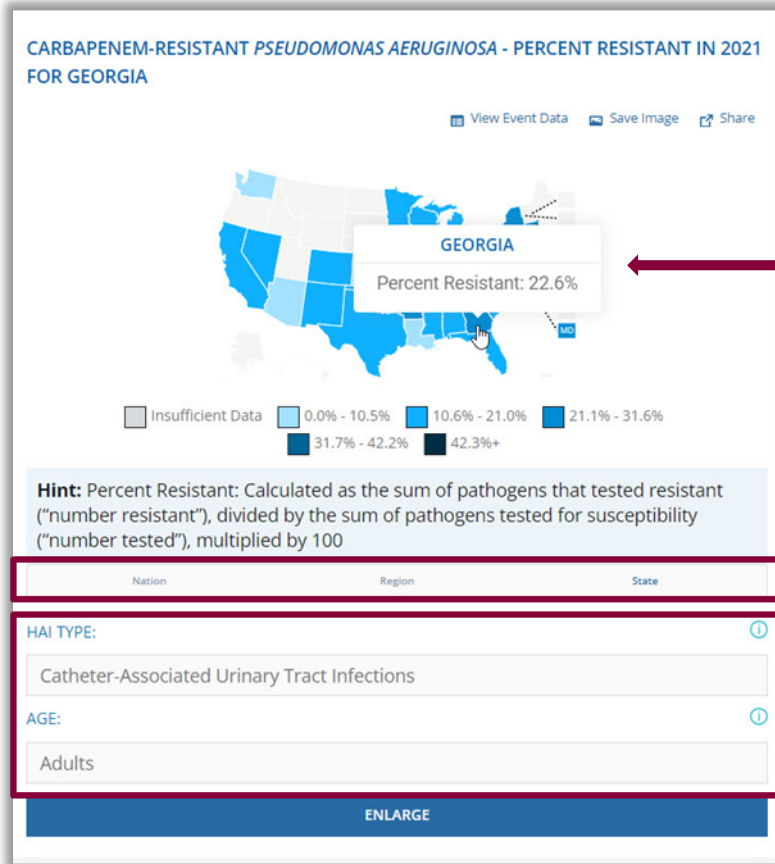 CARBAPENEM-RESISTANT PSEUDOMONAS AERUGINOSA - PERCENT RESISTANT IN 2021
FOR GEORGIA
View Event Data Save Image Share
GEORGIA
Percent Resistant: 22.6%
MD
Insufficient Data 0.0% - 10.5% 10.6% - 21.0% 21.1% - 31.6%
31.7% - 42.2% 42.3%+
Hint: Percent Resistant: Calculated as the sum of pathogens that tested resistant
(“number resistant”), divided by the sum of pathogens tested for susceptibility
(“number tested”), multiplied by 100
Nation Region State
HAI TYPE:
Catheter-Associated Urinary Tract Infections
AGE:
Adults
ENLARGE